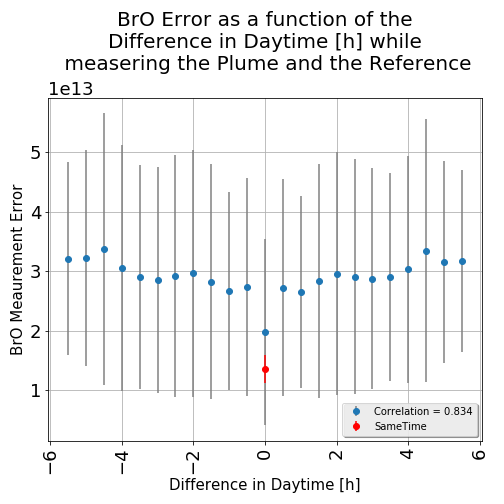 BrO Error as a function of the
Difference in Daytime [h] while
measering the Plume and the Reference
1e13
5
4
3
2
1
BrO Meaurement Error
Correlation = 0.834
SameTime
−6
−4
−2
0
2
4
6
Difference in Daytime [h]